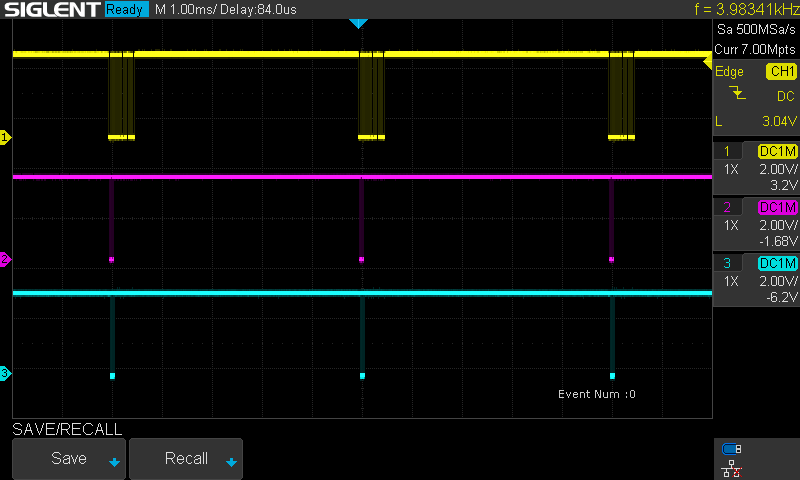 SIGLENT Ready M 1.00ms/ Delay:84.0us f = 3.98341kHz
Sa 500MSa/s
Curr 7.00Mpts
Edge CH1
DC
L 3.04V
1 DC1M
1X 2.00V/
3.2V
2 DC1M
1X 2.00V/
-1.68V
3 DC1M
1X 2.00V/
-6.2V
1
2
3
Event Num :0
SAVE/RECALL
Save Recall